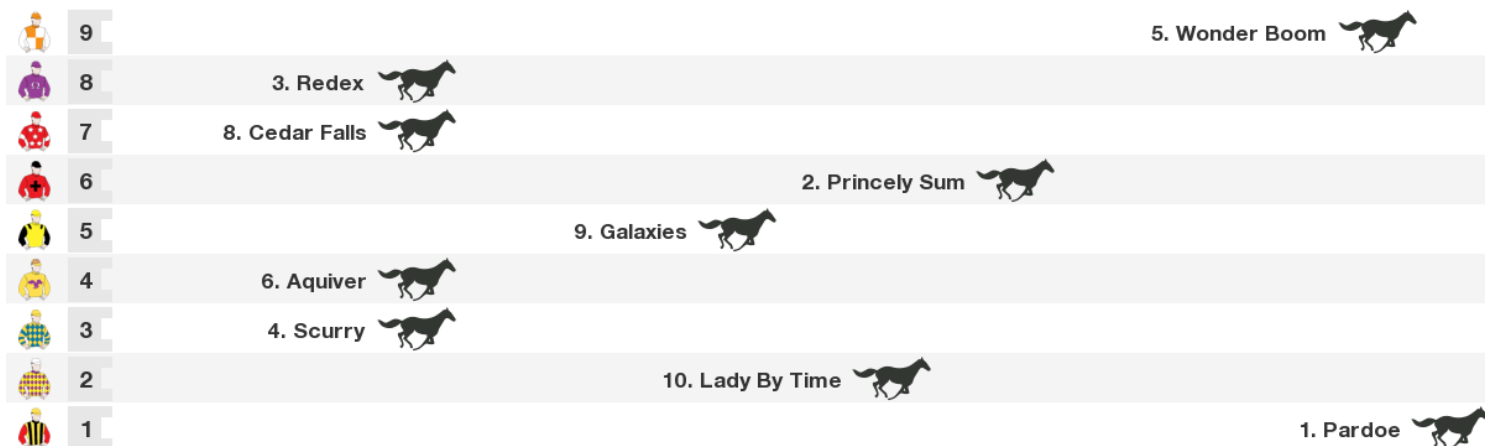 9 5. Wonder Boom
8 3. Redex
7 8. Cedar Falls
6 2. Princely Sum
5 9. Galaxies
4 6. Aquiver
3 4. Scurry
2 10. Lady By Time
1 1. Pardoe